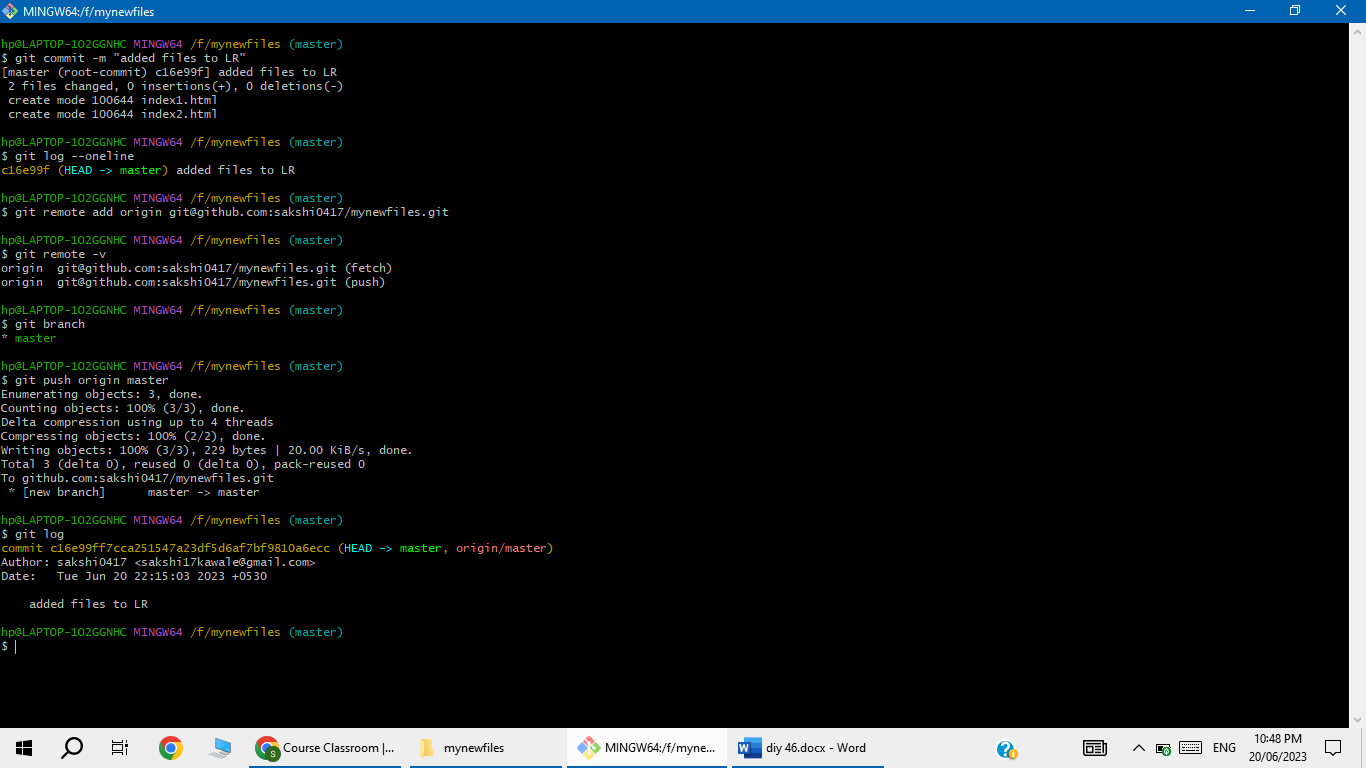 MINGW64:/f/mynewfiles
hp@LAPTOP-1O2GGNHC MINGW64 /f/mynewfiles (master)
$ git commit -m "added files to LR"
[master (root-commit) c16e99f] added files to LR
 2 files changed, 0 insertions(+), 0 deletions(-)
 create mode 100644 index1.html
 create mode 100644 index2.html
hp@LAPTOP-1O2GGNHC MINGW64 /f/mynewfiles (master)
$ git log --oneline
c16e99f (HEAD -> master) added files to LR
hp@LAPTOP-1O2GGNHC MINGW64 /f/mynewfiles (master)
$ git remote add origin git@github.com:sakshi0417/mynewfiles.git
hp@LAPTOP-1O2GGNHC MINGW64 /f/mynewfiles (master)
$ git remote -v
origin  git@github.com:sakshi0417/mynewfiles.git (fetch)
origin  git@github.com:sakshi0417/mynewfiles.git (push)
hp@LAPTOP-1O2GGNHC MINGW64 /f/mynewfiles (master)
$ git branch
* master
hp@LAPTOP-1O2GGNHC MINGW64 /f/mynewfiles (master)
$ git push origin master
Enumerating objects: 3, done.
Counting objects: 100% (3/3), done.
Delta compression using up to 4 threads
Compressing objects: 100% (2/2), done.
Writing objects: 100% (3/3), 229 bytes | 20.00 KiB/s, done.
Total 3 (delta 0), reused 0 (delta 0), pack-reused 0
To github.com:sakshi0417/mynewfiles.git
 * [new branch]      master -> master
hp@LAPTOP-1O2GGNHC MINGW64 /f/mynewfiles (master)
$ git log
commit c16e99ff7cca251547a23df5d6af7bf9810a6ecc (HEAD -> master, origin/master)
Author: sakshi0417 <sakshi17kawale@gmail.com>
Date:   Tue Jun 20 22:15:03 2023 +0530
    added files to LR
hp@LAPTOP-1O2GGNHC MINGW64 /f/mynewfiles (master)
$
S Course Classroom |... mynewfiles MINGW64:/f/myne... W diy 46.docx - Word ENG 10:48 PM
20/06/2023